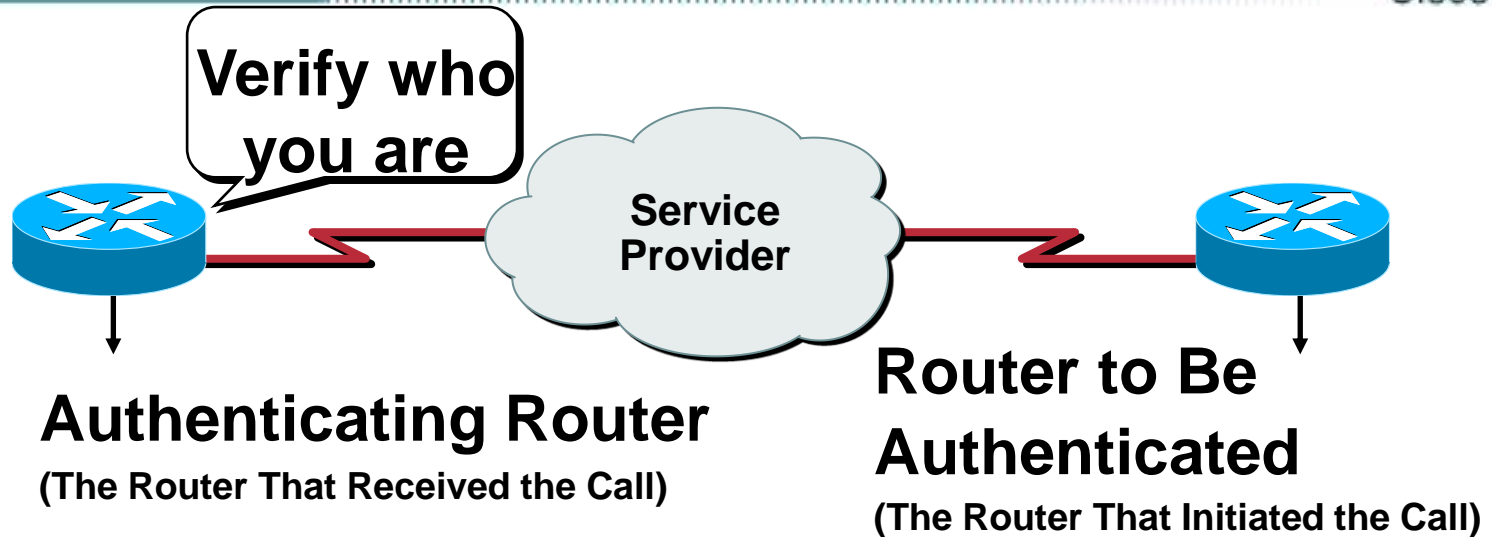 Verify who
you are
Service
Provider
Authenticating Router
(The Router That Received the Call)
Router to Be
Authenticated
(The Router That Initiated the Call)